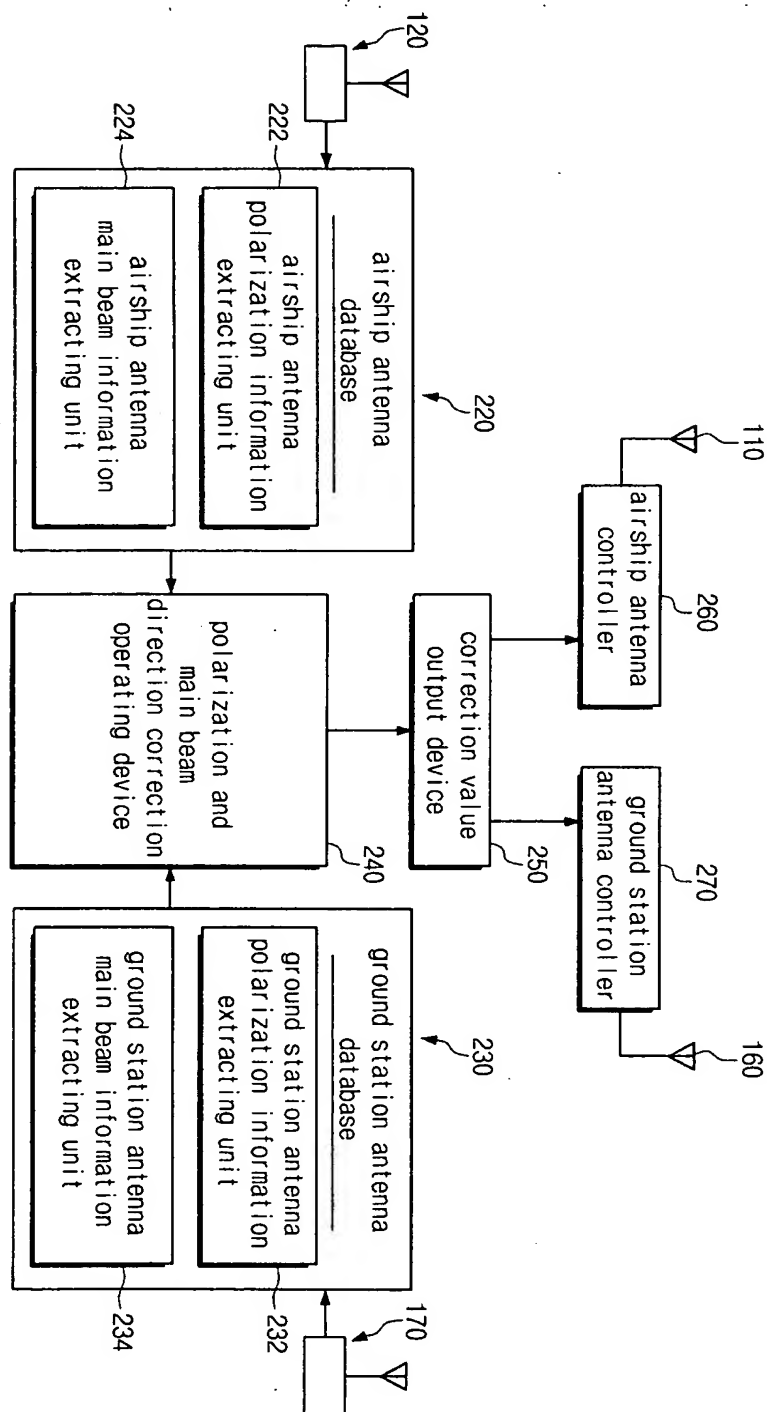 110
airship antenna
controller
260
ground station
antenna controller
270
160
correction value
output device
250
120
220
airship antenna
database
222
airship antenna
polarization information
extracting unit
224
airship antenna
main beam information
extracting unit
polarization and
main beam
direction correction
operating device
240
230
ground station antenna
database
ground station antenna
polarization information
extracting unit
232
ground station antenna
main beam information
extracting unit
234
170